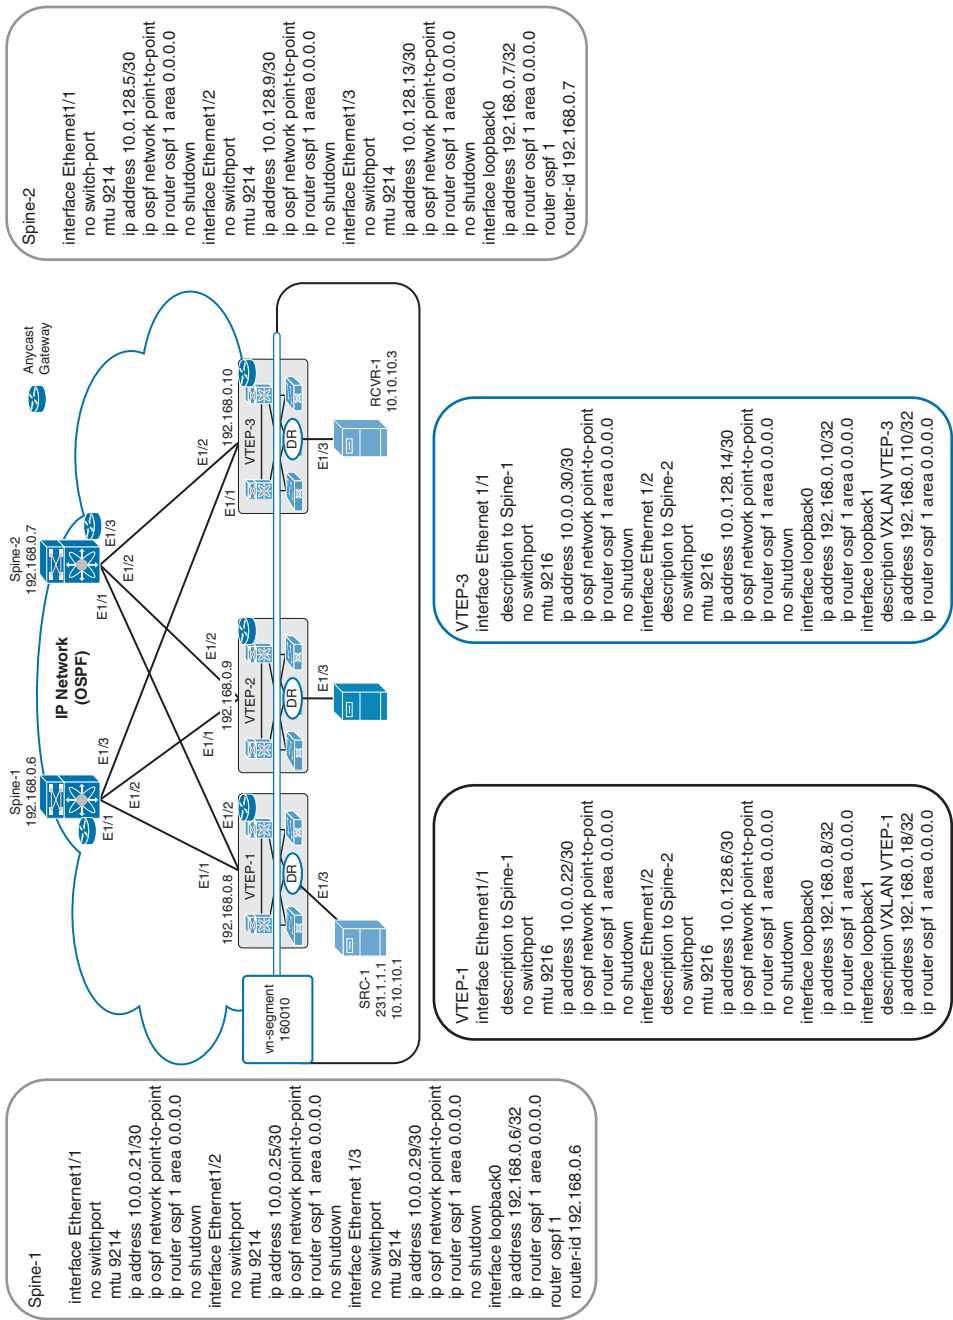 Spine-1
interface Ethernet1/1
no switchport
mtu 9214
ip address 10.0.0.21/30
ip ospf network point-to-point
ip router ospf 1 area 0.0.0.0
no shutdown
interface Ethernet1/2
no switchport
mtu 9214
ip address 10.0.0.25/30
ip ospf network point-to-point
ip router ospf 1 area 0.0.0.0
no shutdown
interface Ethernet 1/3
no switchport
mtu 9214
ip address 10.0.0.29/30
ip ospf network point-to-point
ip router ospf 1 area 0.0.0.0
no shutdown
interface loopback0
ip address 192.168.0.6/32
ip router ospf 1 area 0.0.0.0
router ospf 1
router-id 192.168.0.6
Spine-1
192.168.0.6
Spine-2
192.168.0.7
Anycast
Gateway
IP Network
(OSPF)
E1/1
E1/2
E1/3
E1/1
E1/2
E1/3
E1/1
E1/2
E1/1
E1/2
E1/1
E1/2
192.168.0.8
VTEP-1
192.168.0.9
VTEP-2
192.168.0.10
VTEP-3
DR
DR
DR
vn-segment
160010
E1/3
E1/3
E1/3
SRC-1
231.1.1.1
10.10.10.1
RCVR-1
10.10.10.3
Spine-2
interface Ethernet1/1
no switch-port
mtu 9214
ip address 10.0.128.5/30
ip ospf network point-to-point
ip router ospf 1 area 0.0.0.0
no shutdown
interface Ethernet1/2
no switchport
mtu 9214
ip address 10.0.128.9/30
ip ospf network point-to-point
ip router ospf 1 area 0.0.0.0
no shutdown
interface Ethernet1/3
no switchport
mtu 9214
ip address 10.0.128.13/30
ip ospf network point-to-point
ip router ospf 1 area 0.0.0.0
no shutdown
interface loopback0
ip address 192.168.0.7/32
ip router ospf 1 area 0.0.0.0
router ospf 1
router-id 192.168.0.7
VTEP-1
interface Ethernet1/1
description to Spine-1
no switchport
mtu 9216
ip address 10.0.0.22/30
ip ospf network point-to-point
ip router ospf 1 area 0.0.0.0
no shutdown
interface Ethernet1/2
description to Spine-2
no switchport
mtu 9216
ip address 10.0.128.6/30
ip ospf network point-to-point
ip router ospf 1 area 0.0.0.0
no shutdown
interface loopback0
ip address 192.168.0.8/32
ip router ospf 1 area 0.0.0.0
interface loopback1
description VXLAN VTEP-1
ip address 192.168.0.18/32
ip router ospf 1 area 0.0.0.0
VTEP-3
interface Ethernet 1/1
description to Spine-1
no switchport
mtu 9216
ip address 10.0.0.30/30
ip ospf network point-to-point
ip router ospf 1 area 0.0.0.0
no shutdown
interface Ethernet 1/2
description to Spine-2
no switchport
mtu 9216
ip address 10.0.128.14/30
ip ospf network point-to-point
ip router ospf 1 area 0.0.0.0
no shutdown
interface loopback0
ip address 192.168.0.10/32
ip router ospf 1 area 0.0.0.0
interface loopback1
description VXLAN VTEP-3
ip address 192.168.0.110/32
ip router ospf 1 area 0.0.0.0